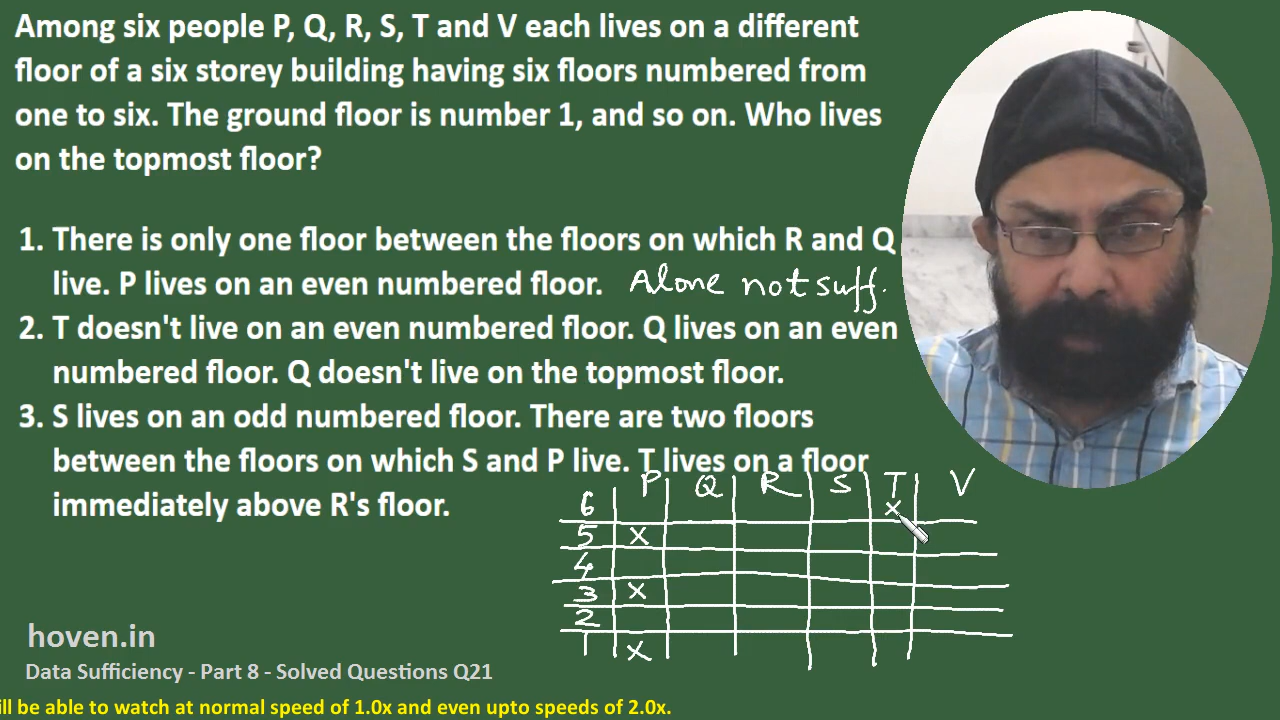 Among six people P, Q, R, S, T and V each lives on a different
floor of a six storey building having six floors numbered from
one to six. The ground floor is number 1, and so on. Who lives
on the topmost floor?
1. There is only one floor between the floors on which R and Q
live. P lives on an even numbered floor. Alone not suff.
2. T doesn't live on an even numbered floor. Q lives on an even
numbered floor. Q doesn't live on the topmost floor.
3. S lives on an odd numbered floor. There are two floors
between the floors on which S and P live. T lives on a floor
immediately above R's floor.
P Q R S T V
6 x
5 x
4
3 x
2
1 x
hoven.in
Data Sufficiency - Part 8 - Solved Questions Q21
ill be able to watch at normal speed of 1.0x and even upto speeds of 2.0x.